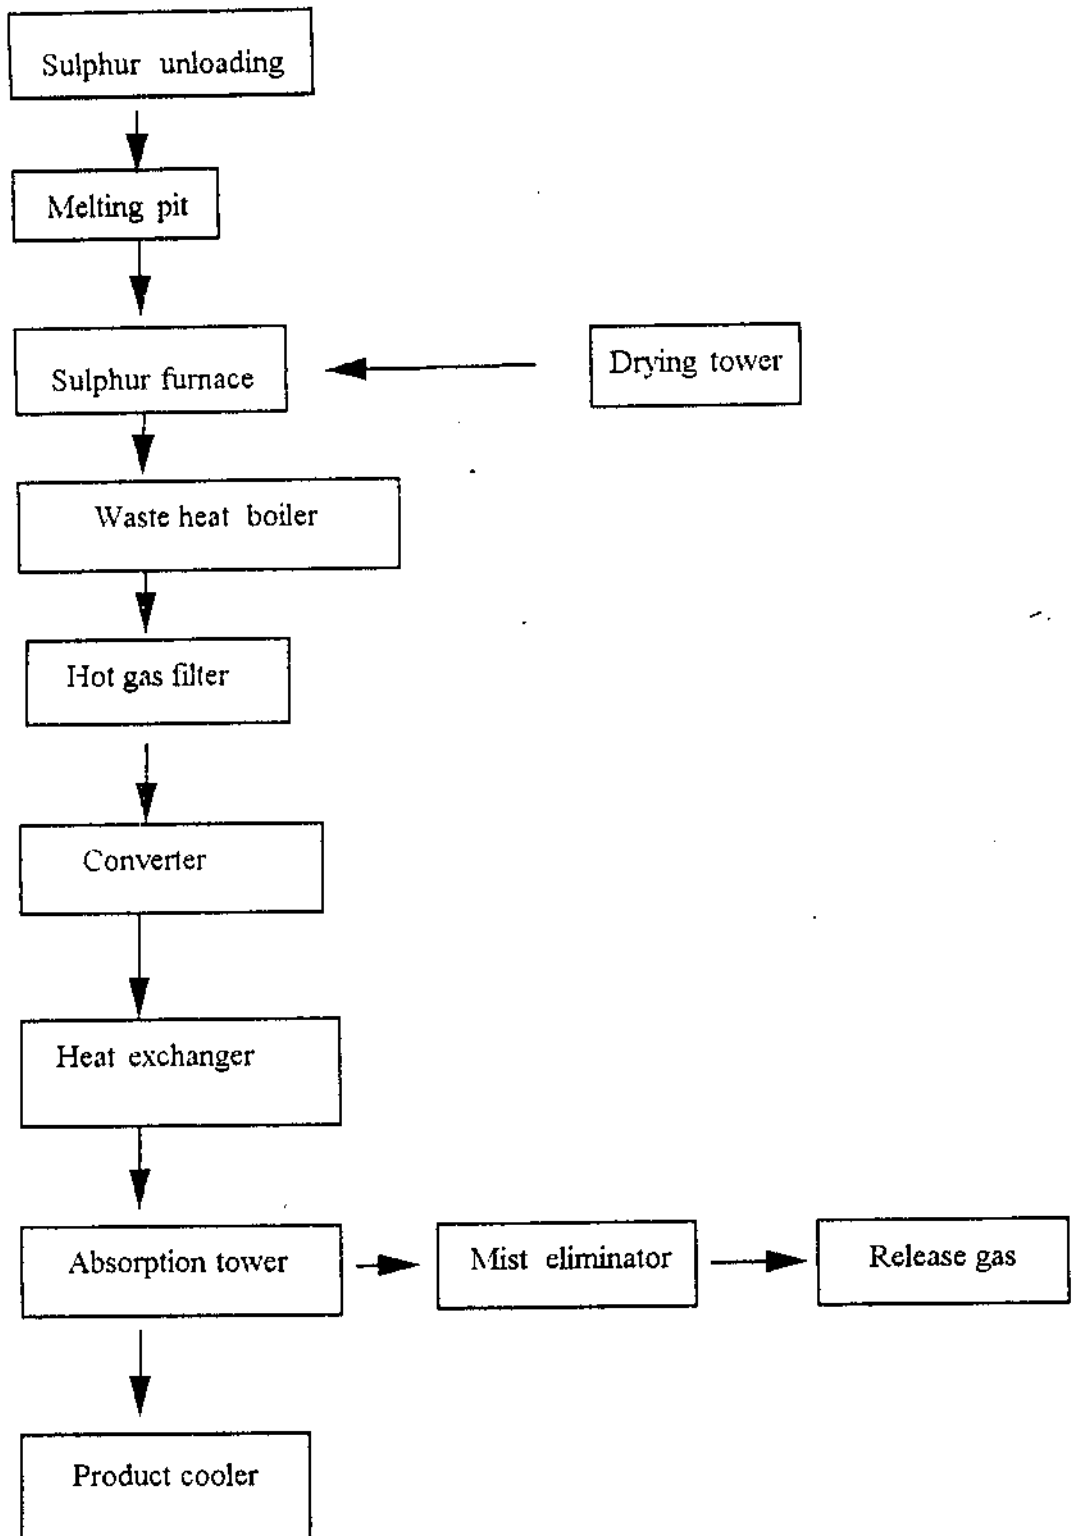 Sulphur unloading
Melting pit
Sulphur furnace
Drying tower
Waste heat boiler
Hot gas filter
Converter
Heat exchanger
Absorption tower
Mist eliminator
Release gas
Product cooler